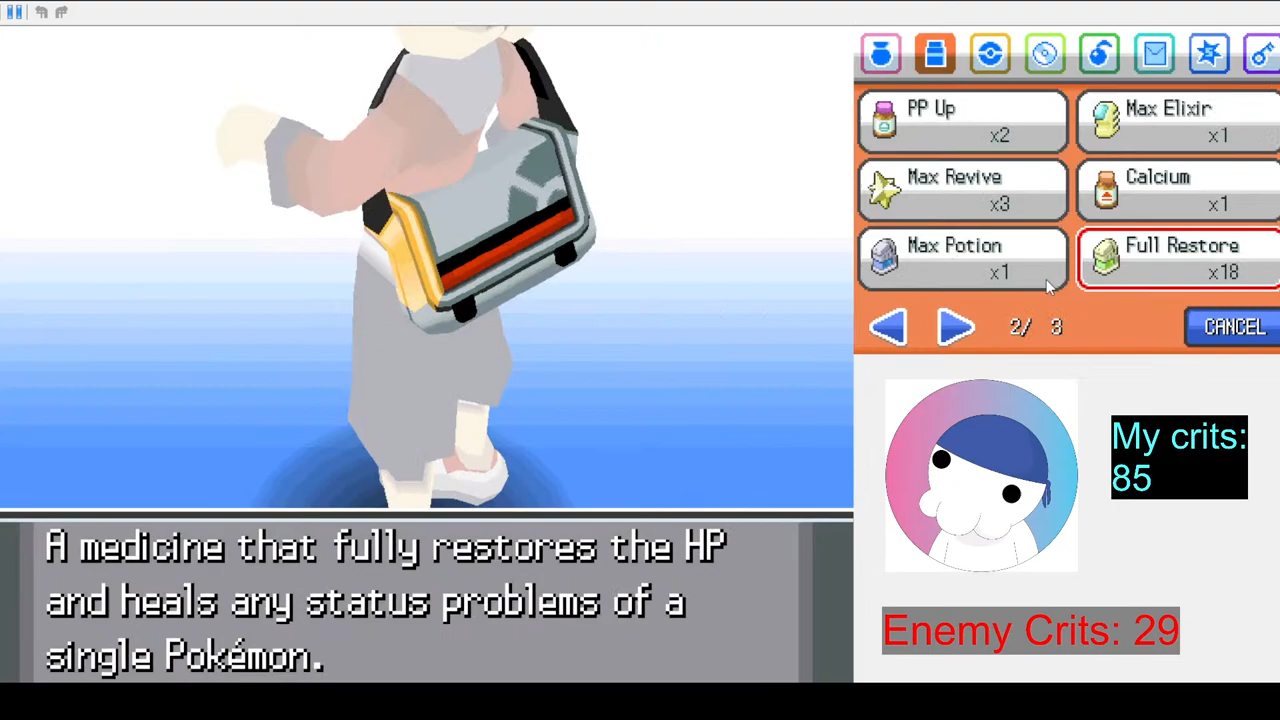 PP Up
x2
Max Elixir
x1
Max Revive
x3
Calcium
x1
Max Potion
x1
Full Restore
x18
2/ 3
CANCEL
My crits:
85
Enemy Crits: 29
A medicine that fully restores the HP
and heals any status problems of a
single Pokémon.